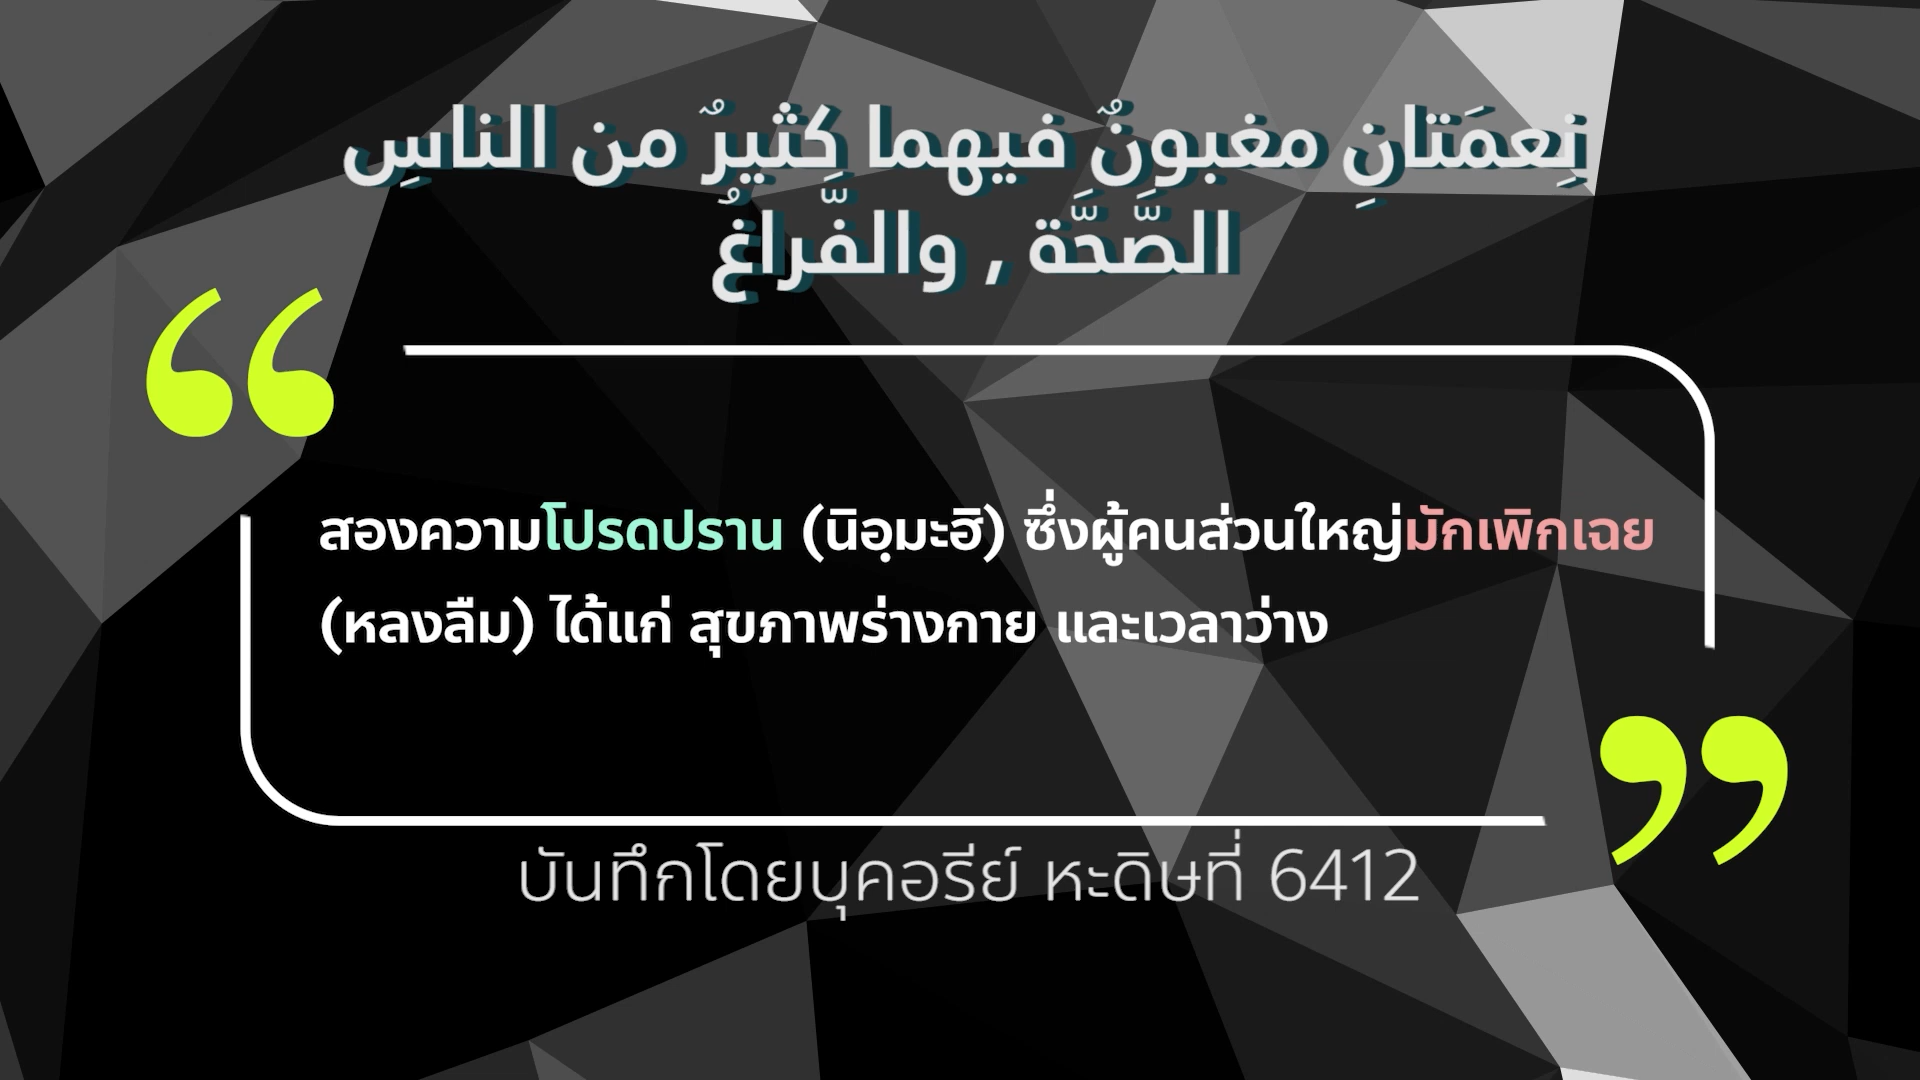 نِعمَتانِ مغبونٌ فيهما كِثيرٌ من الناسِ
الصِّحَّة , والفَّراغُ
“
สองความโปรดปราน (นิอฺมะฮิ) ซึ่งผู้คนส่วนใหญ่มักเพิกเฉย
(หลงลืม) ได้แก่ สุขภาพร่างกาย และเวลาว่าง
”
บันทึกโดยบุคอรีย์ หะดิษที่ 6412